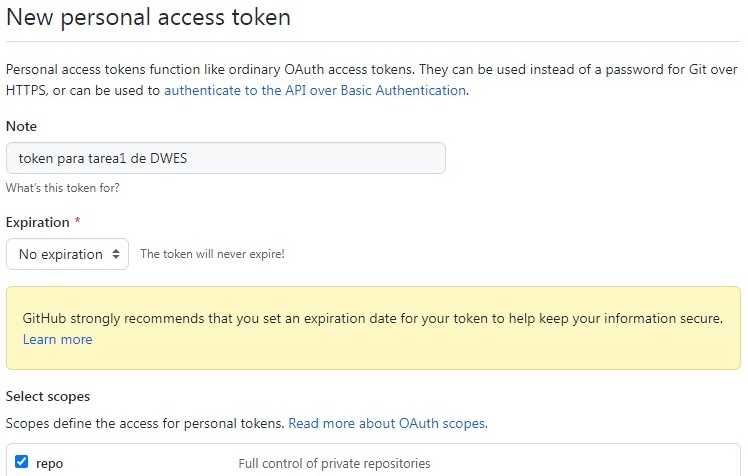 New personal access token
Personal access tokens function like ordinary OAuth access tokens. They can be used instead of a password for Git over
HTTPS, or can be used to authenticate to the API over Basic Authentication.
Note
token para tarea1 de DWES
What's this token for?
Expiration *
No expiration The token will never expire!
GitHub strongly recommends that you set an expiration date for your token to help keep your information secure.
Learn more
Select scopes
Scopes define the access for personal tokens. Read more about OAuth scopes.
repo Full control of private repositories